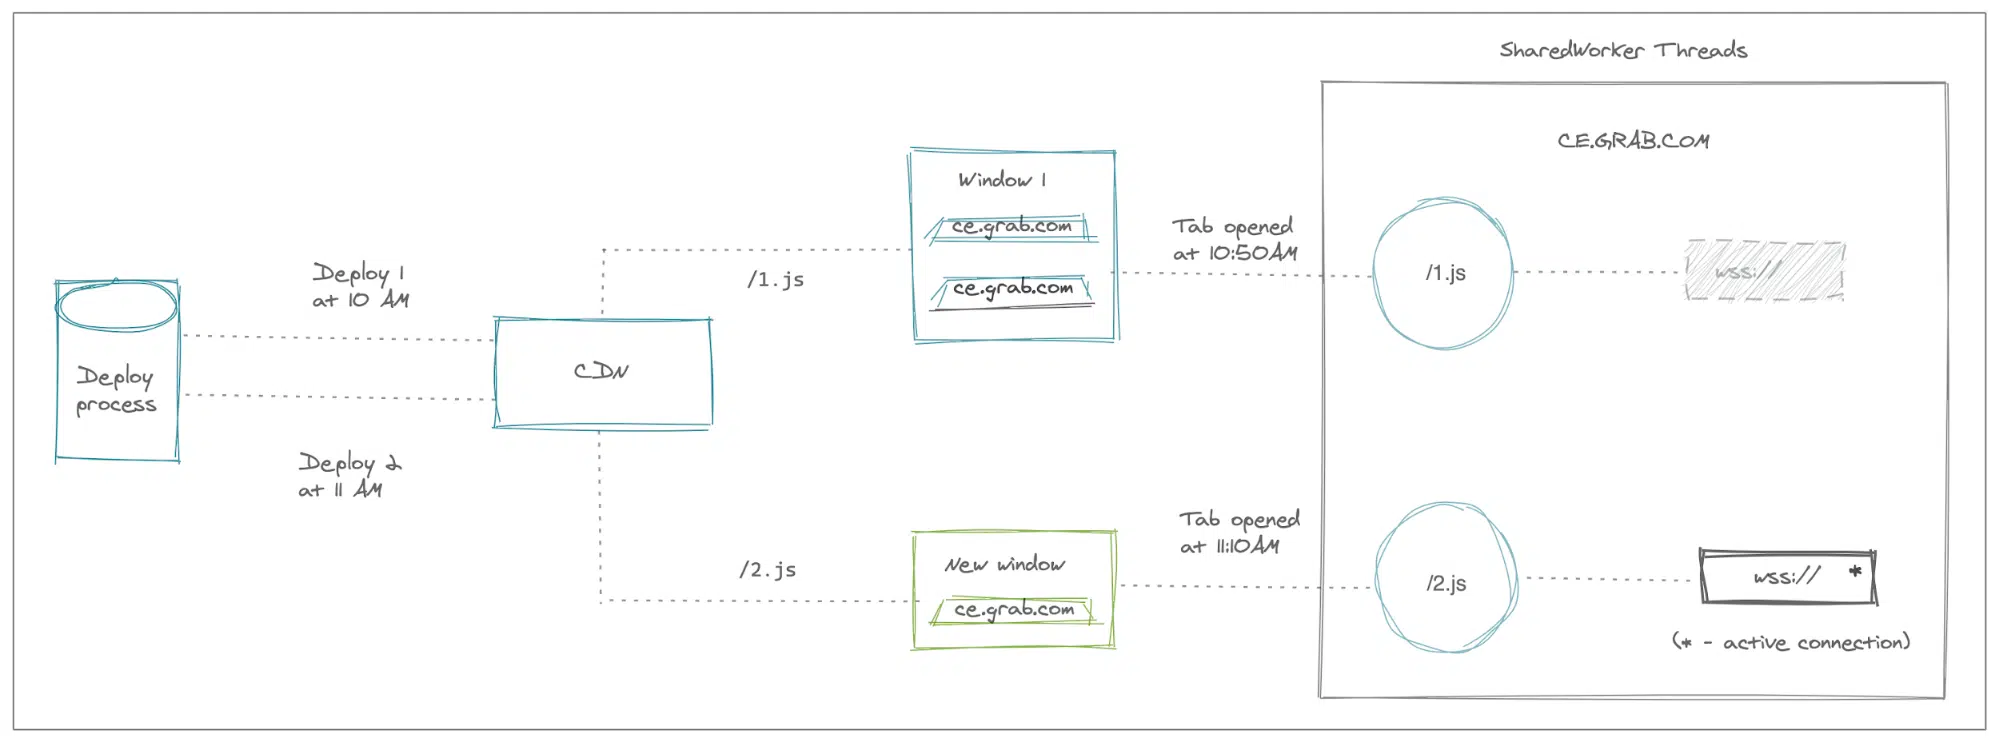 SharedWorker Threads
CE.GRAB.COM
Window 1
ce.grab.com
ce.grab.com
Tab opened
at 10:50AM
/1.js
wss://
Deploy 1
at 10 AM
/1.js
Deploy
process
CDN
Deploy 2
at 11 AM
/2.js
New window
ce.grab.com
Tab opened
at 11:10AM
/2.js
wss:// *
(* - active connection)